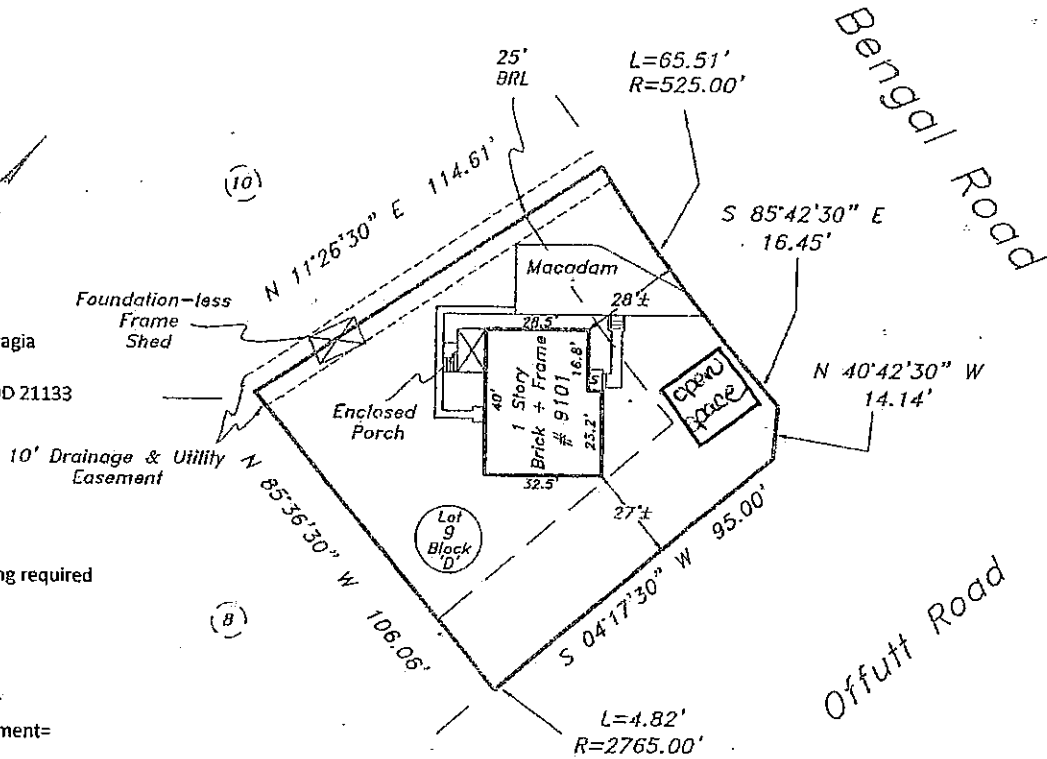 Bengal Road
25'
BRL
L=65.51'
R=525.00'
(10)
N 11°26'30" E 114.61'
S 85°42'30" E
16.45'
Macadam
28'±
Foundation-less
Frame
Shed
28.5'
agia
16.8'
N 40°42'30" W
14.14'
open
space
D 21133
40'
1 Story
Brick + Frame
# 9101
Enclosed
Porch
25.2'
10' Drainage & Utility
Easement
32.5'
27'±
N 85°36'30" W 106.06'
Lot
9
Block
'D'
S 04°17'30" W 95.00'
ng required
(8)
Offutt Road
ment=
L=4.82'
R=2765.00'